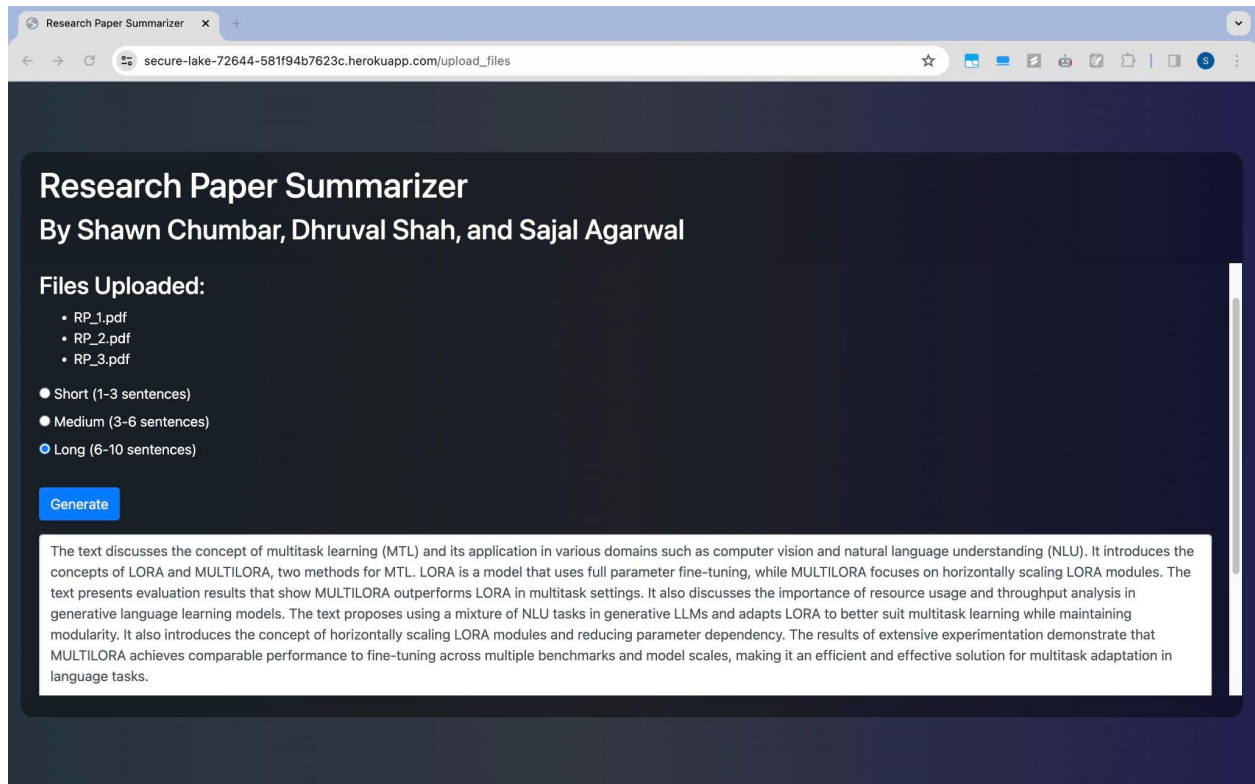 Research Paper Summarizer
secure-lake-72644-581f94b7623c.herokuapp.com/upload_files
S
Research Paper Summarizer
By Shawn Chumbar, Dhruval Shah, and Sajal Agarwal
Files Uploaded:
• RP_1.pdf
• RP_2.pdf
• RP_3.pdf
Short (1-3 sentences)
Medium (3-6 sentences)
Long (6-10 sentences)
Generate
The text discusses the concept of multitask learning (MTL) and its application in various domains such as computer vision and natural language understanding (NLU). It introduces the
concepts of LORA and MULTILORA, two methods for MTL. LORA is a model that uses full parameter fine-tuning, while MULTILORA focuses on horizontally scaling LORA modules. The
text presents evaluation results that show MULTILORA outperforms LORA in multitask settings. It also discusses the importance of resource usage and throughput analysis in
generative language learning models. The text proposes using a mixture of NLU tasks in generative LLMs and adapts LORA to better suit multitask learning while maintaining
modularity. It also introduces the concept of horizontally scaling LORA modules and reducing parameter dependency. The results of extensive experimentation demonstrate that
MULTILORA achieves comparable performance to fine-tuning across multiple benchmarks and model scales, making it an efficient and effective solution for multitask adaptation in
language tasks.